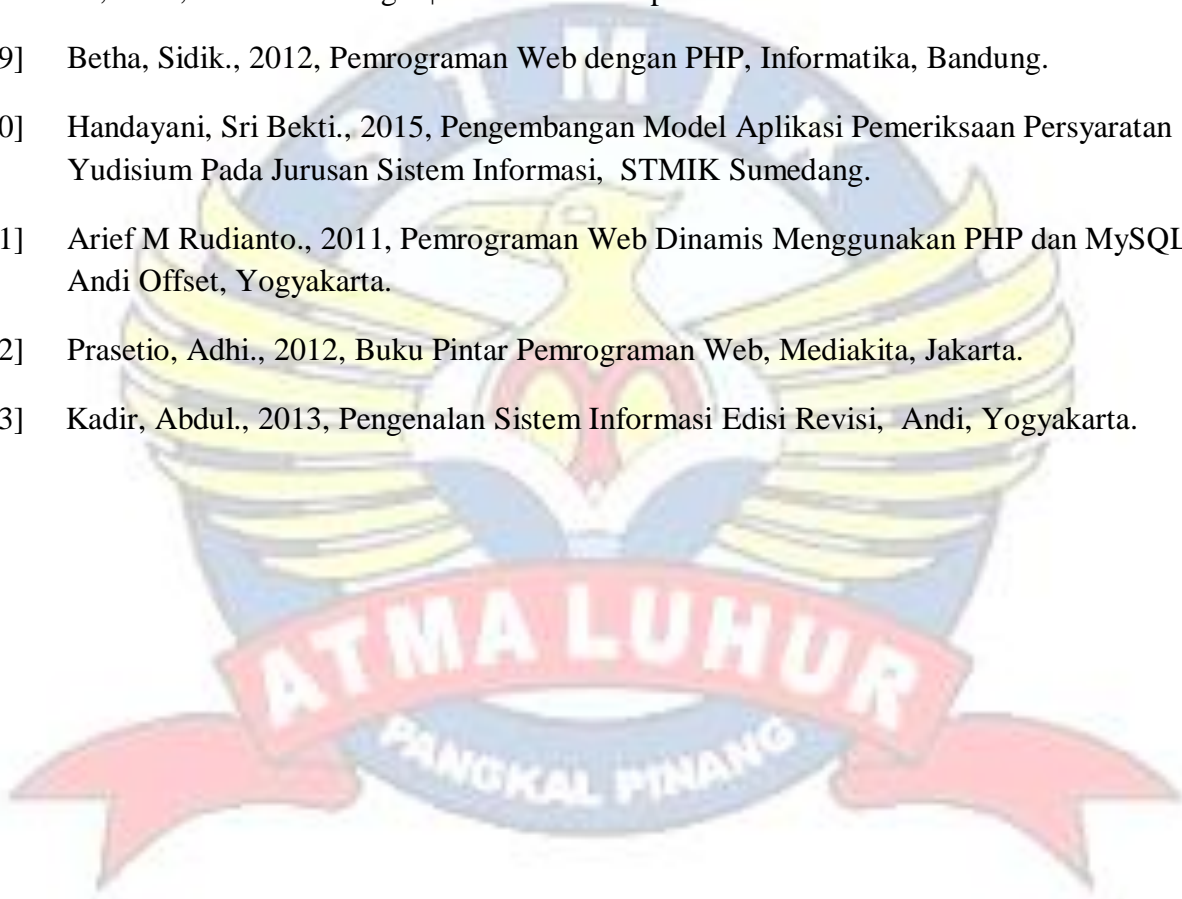 9] Betha, Sidik., 2012, Pemrograman Web dengan PHP, Informatika, Bandung.
0] Handayani, Sri Bekti., 2015, Pengembangan Model Aplikasi Pemeriksaan Persyaratan
Yudisium Pada Jurusan Sistem Informasi, STMIK Sumedang.
1] Arief M Rudianto., 2011, Pemrograman Web Dinamis Menggunakan PHP dan MySQL
Andi Offset, Yogyakarta.
2] Prasetio, Adhi., 2012, Buku Pintar Pemrograman Web, Mediakita, Jakarta.
3] Kadir, Abdul., 2013, Pengenalan Sistem Informasi Edisi Revisi, Andi, Yogyakarta.
STMIK
ATMA LUHUR
PANGKAL PINANG